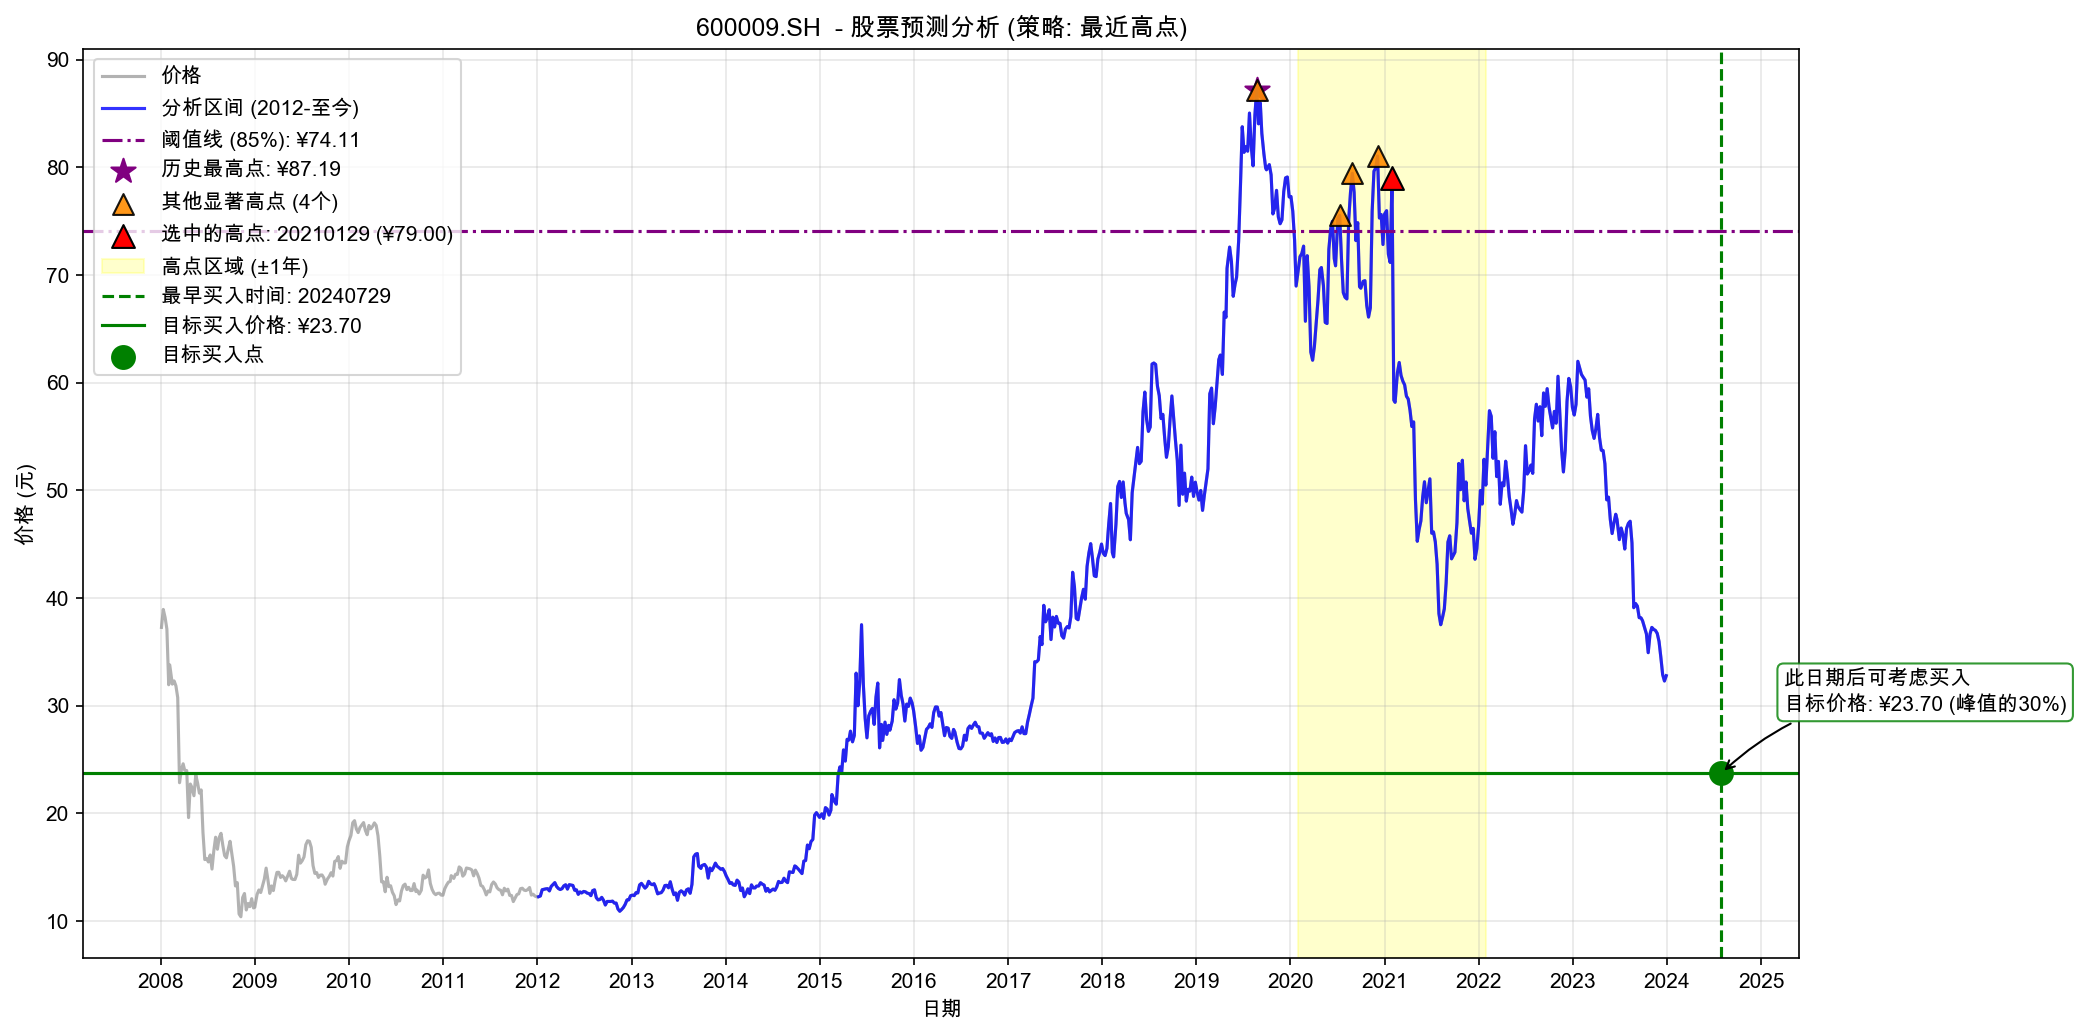 600009.SH - 股票预测分析 (策略: 最近高点)
价格
分析区间 (2012-至今)
阈值线 (85%): ¥74.11
历史最高点: ¥87.19
其他显著高点 (4个)
选中的高点: 20210129 (¥79.00)
高点区域 (±1年)
最早买入时间: 20240729
目标买入价格: ¥23.70
目标买入点
90
80
70
60
50
40
30
20
10
价格 (元)
此日期后可考虑买入
目标价格: ¥23.70 (峰值的30%)
2008 2009 2010 2011 2012 2013 2014 2015 2016 2017 2018 2019 2020 2021 2022 2023 2024 2025
日期